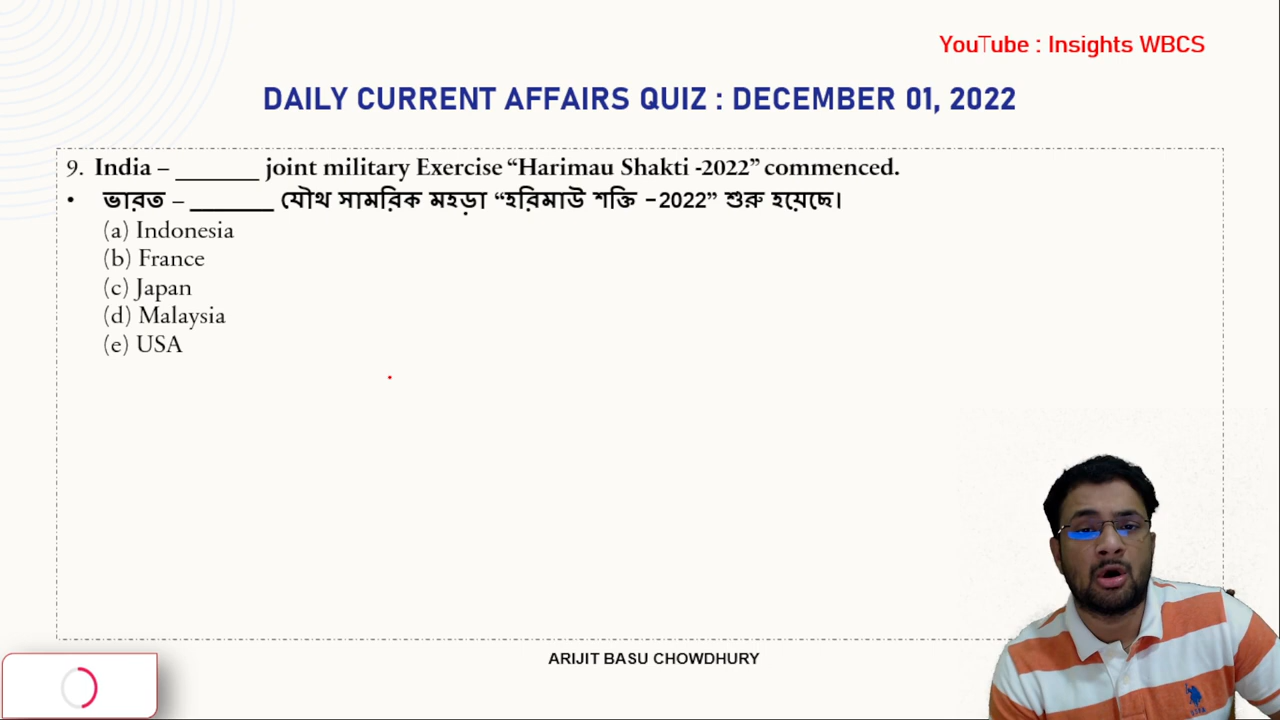 YouTube : Insights WBCS
DAILY CURRENT AFFAIRS QUIZ : DECEMBER 01, 2022
9. India – _______ joint military Exercise “Harimau Shakti -2022” commenced.
• ভারত – _______ যৌথ সামরিক মহড়া “হরিমাউ শক্তি -2022” শুরু হয়েছে।
(a) Indonesia
(b) France
(c) Japan
(d) Malaysia
(e) USA
ARIJIT BASU CHOWDHURY